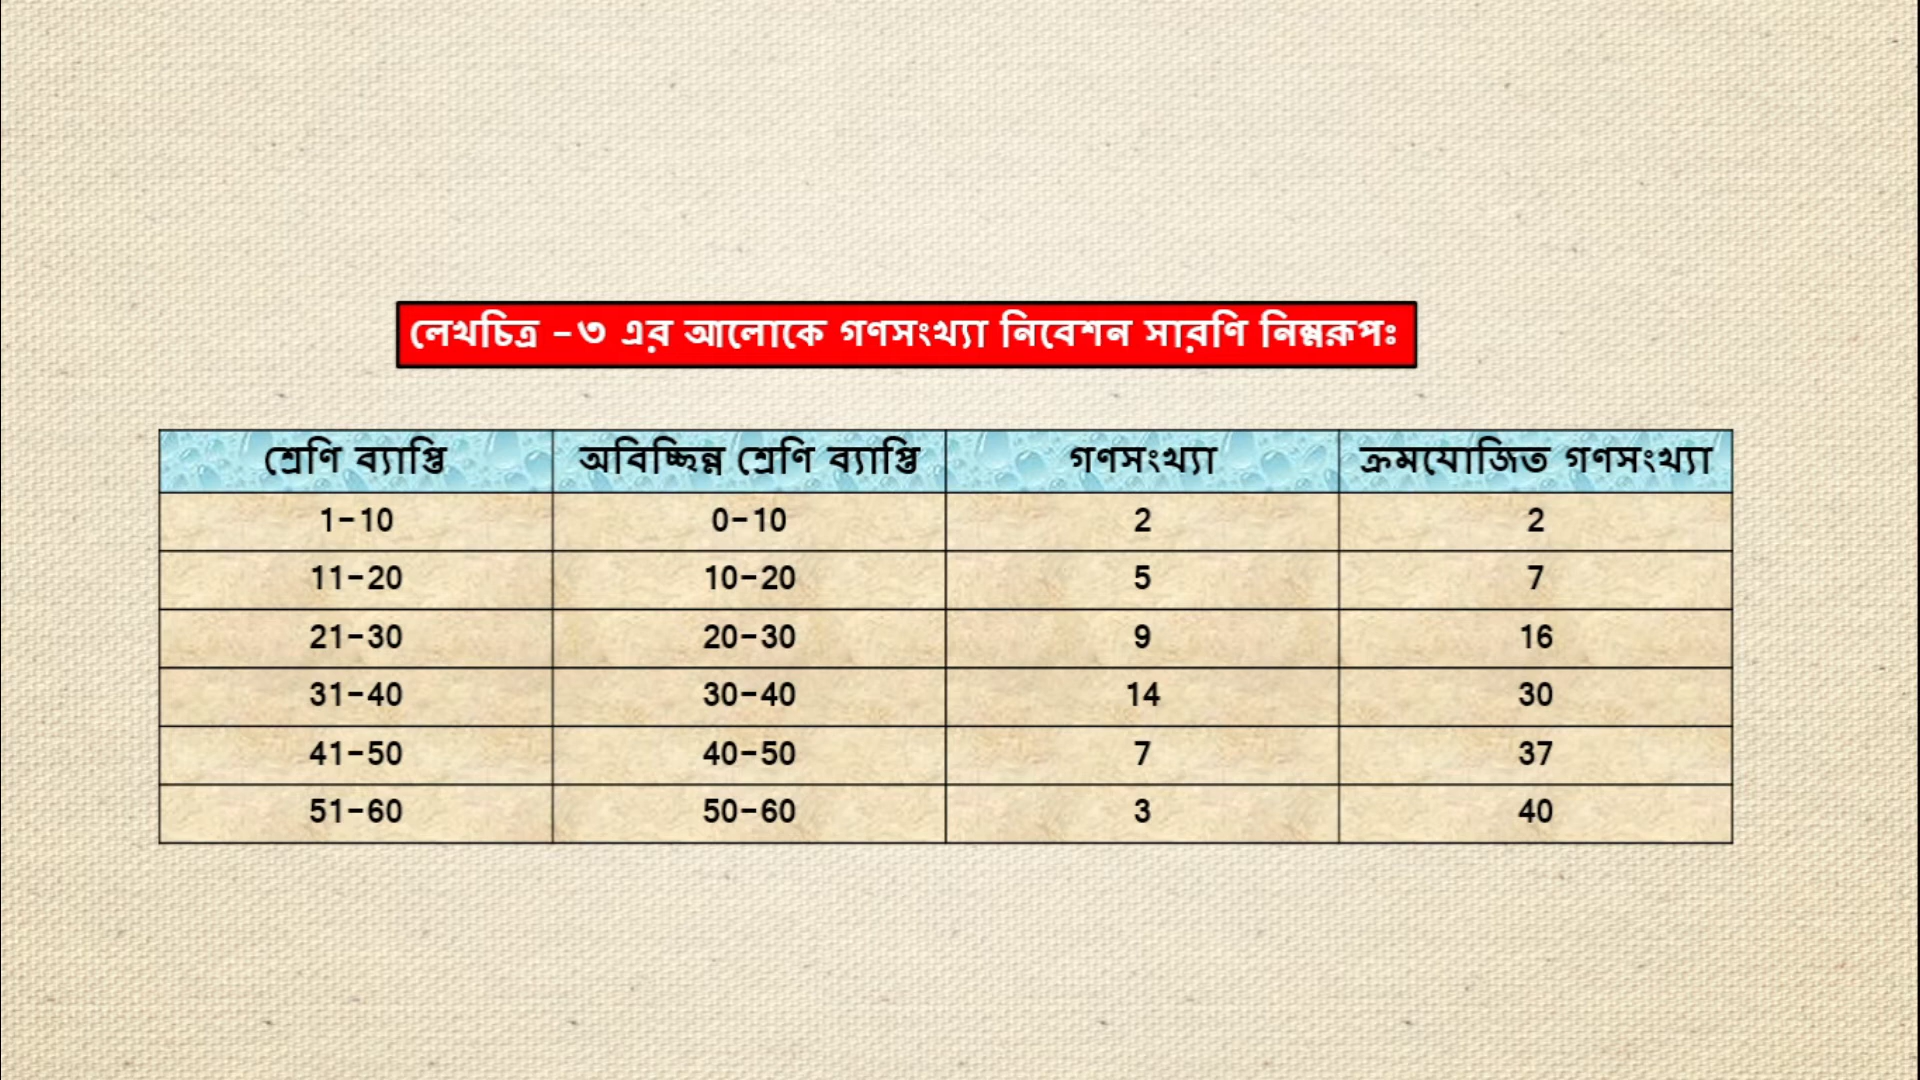 লেখচিত্র -৩ এর আলোকে গণসংখ্যা নিবেশন সারণি নিম্নরূপঃ
শ্রেণি ব্যাপ্তি অবিচ্ছিন্ন শ্রেণি ব্যাপ্তি গণসংখ্যা ক্রমযোজিত গণসংখ্যা
1-10 0-10 2 2
11-20 10-20 5 7
21-30 20-30 9 16
31-40 30-40 14 30
41-50 40-50 7 37
51-60 50-60 3 40